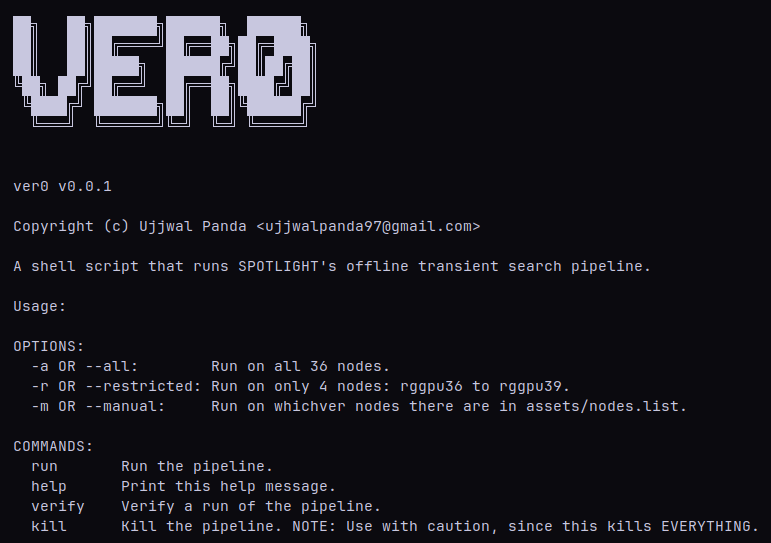 VER0
ver0 v0.0.1
Copyright (c) Ujjwal Panda <ujjwalpanda97@gmail.com>
A shell script that runs SPOTLIGHT's offline transient search pipeline.
Usage:
OPTIONS:
-a OR --all: Run on all 36 nodes.
-r OR --restricted: Run on only 4 nodes: rggpu36 to rggpu39.
-m OR --manual: Run on whichver nodes there are in assets/nodes.list.
COMMANDS:
run Run the pipeline.
help Print this help message.
verify Verify a run of the pipeline.
kill Kill the pipeline. NOTE: Use with caution, since this kills EVERYTHING.